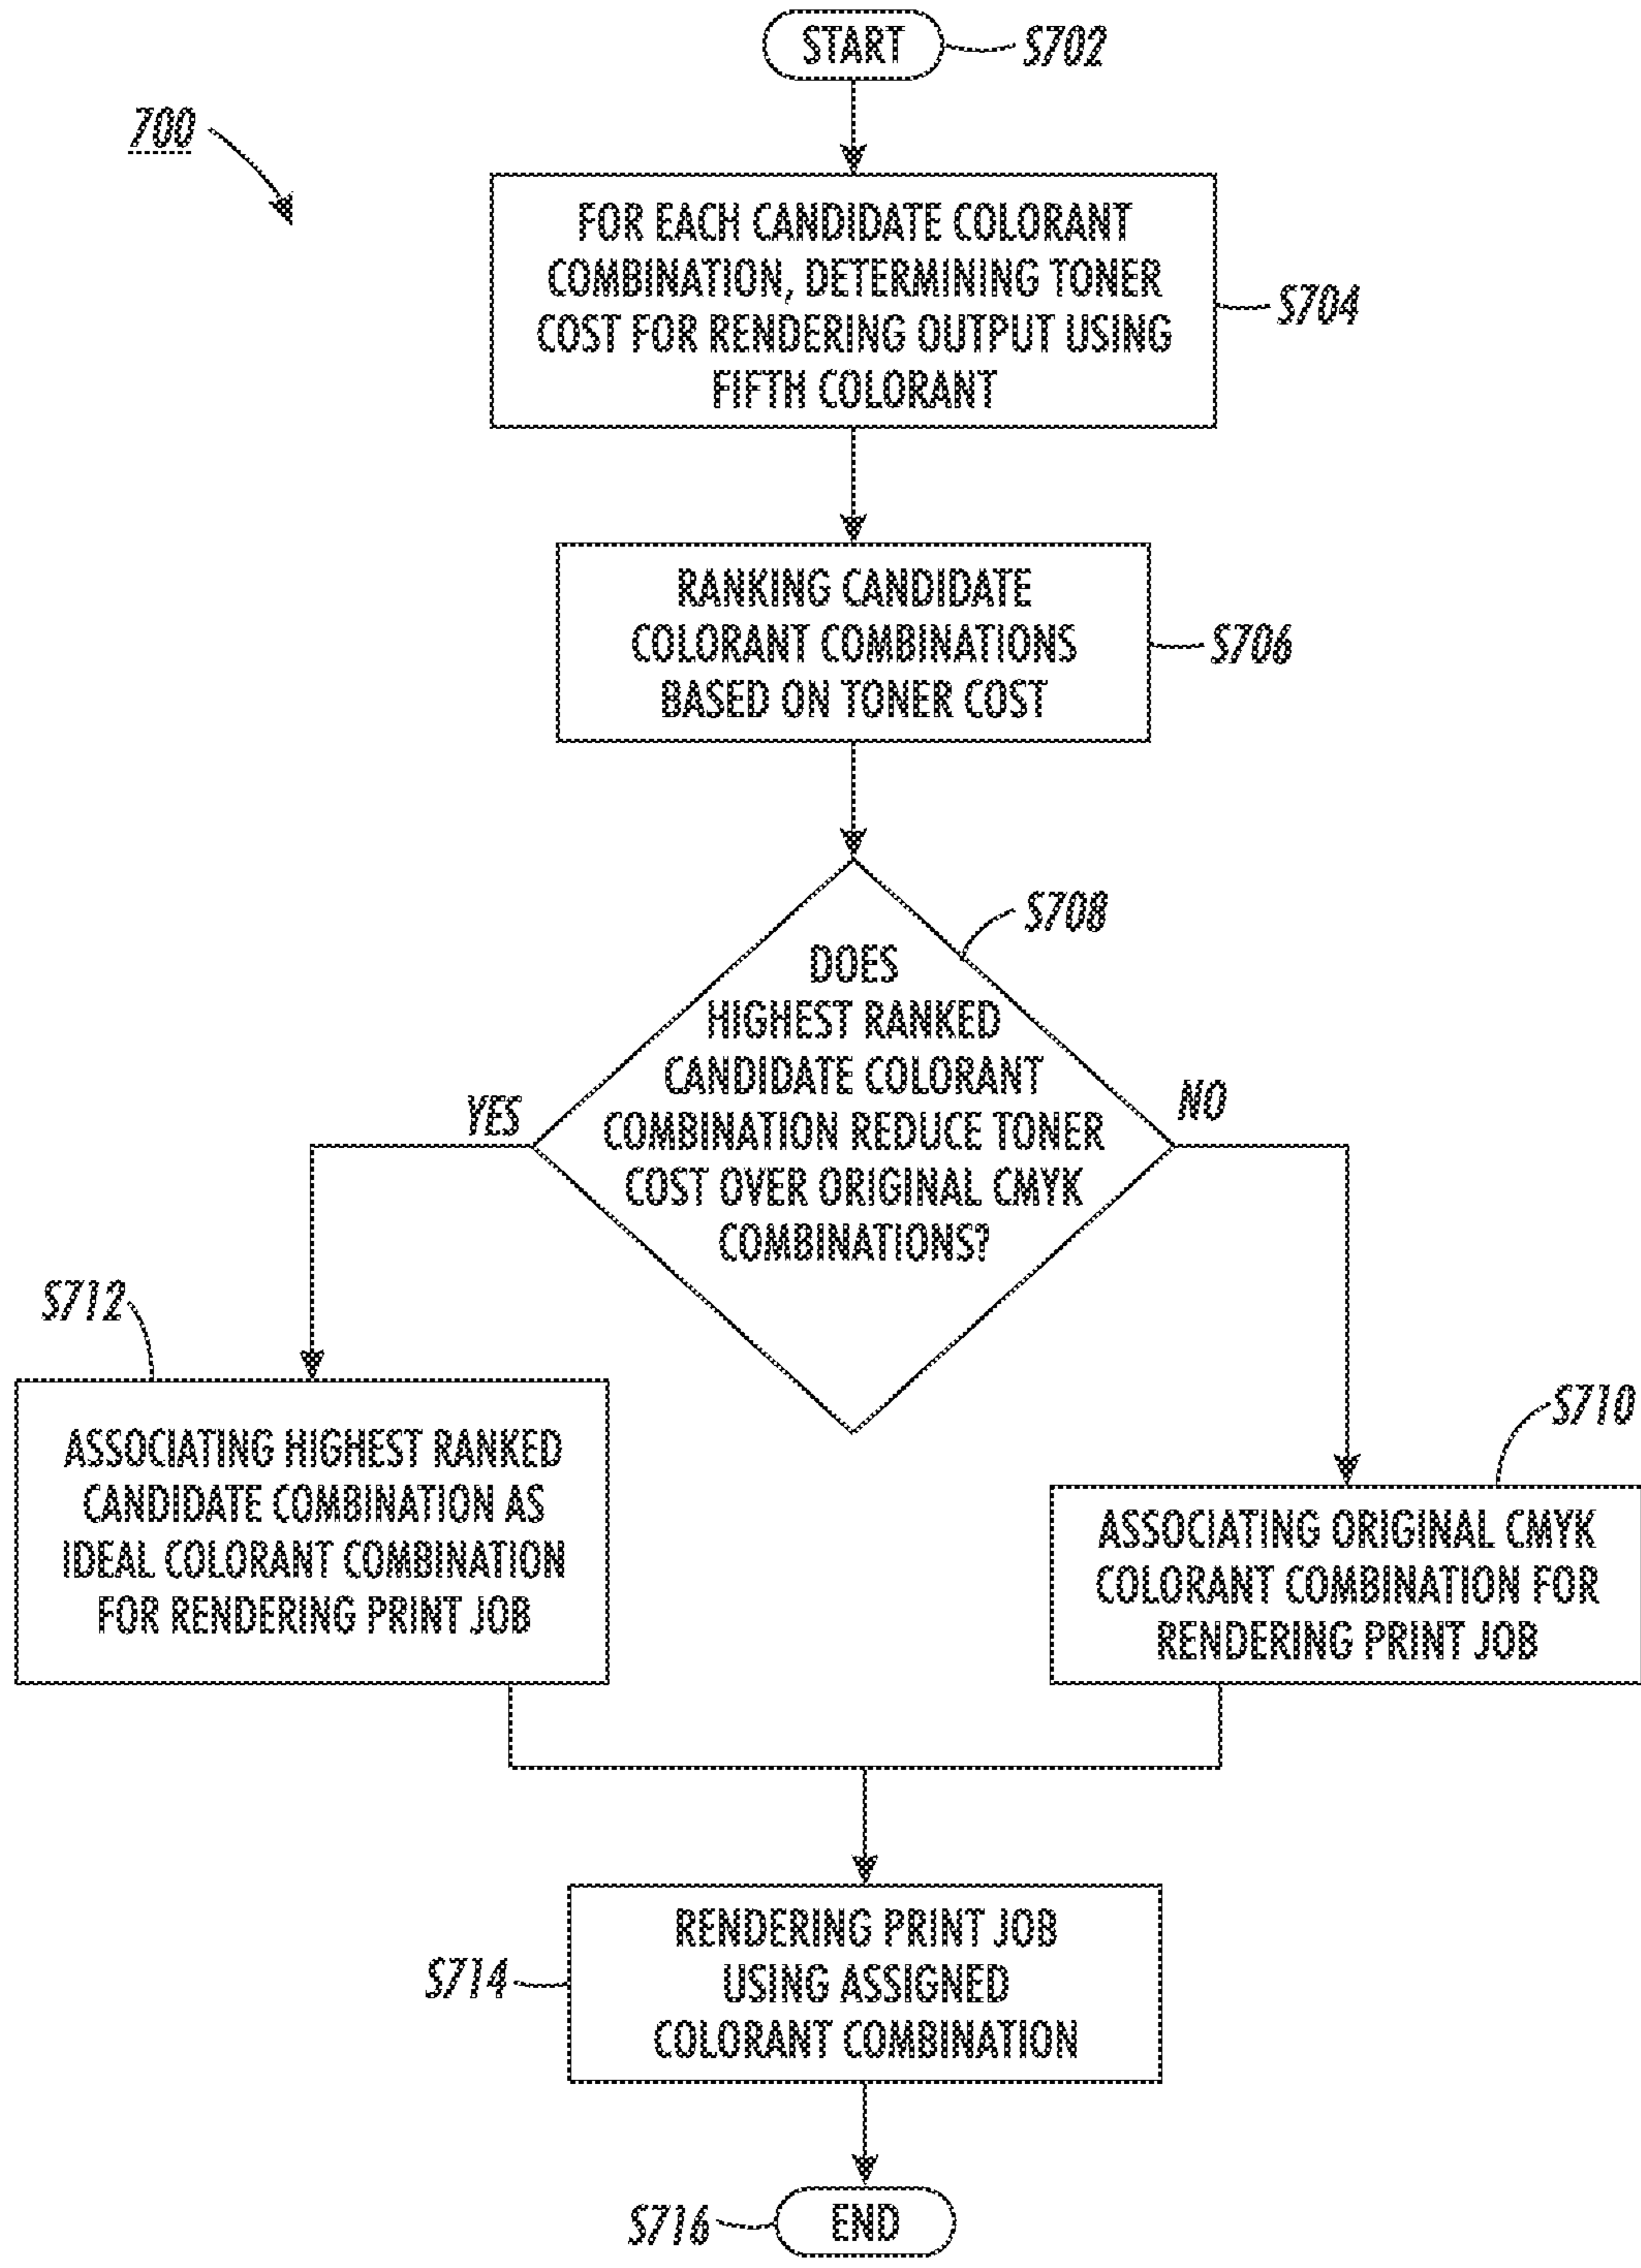 START
S702
700
FOR EACH CANDIDATE COLORANT
COMBINATION, DETERMINING TONER
COST FOR RENDERING OUTPUT USING
FIFTH COLORANT
S704
RANKING CANDIDATE
COLORANT COMBINATIONS
BASED ON TONER COST
S706
S708
DOES
HIGHEST RANKED
CANDIDATE COLORANT
COMBINATION REDUCE TONER
COST OVER ORIGINAL CMYK
COMBINATIONS?
YES
NO
S712
ASSOCIATING HIGHEST RANKED
CANDIDATE COMBINATION AS
IDEAL COLORANT COMBINATION
FOR RENDERING PRINT JOB
S710
ASSOCIATING ORIGINAL CMYK
COLORANT COMBINATION FOR
RENDERING PRINT JOB
S714
RENDERING PRINT JOB
USING ASSIGNED
COLORANT COMBINATION
S716
END